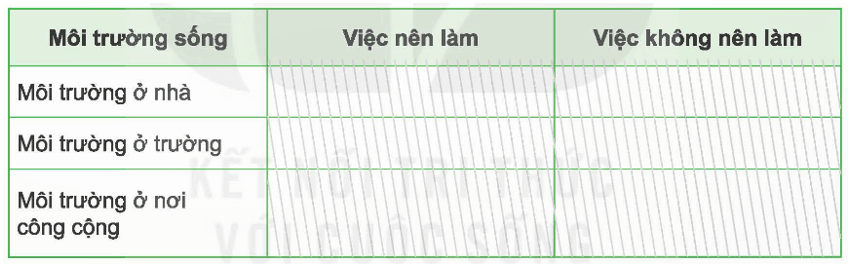 Môi trường sống
Việc nên làm
Việc không nên làm
Môi trường ở nhà
Môi trường ở trường
Môi trường ở nơi
công cộng
KẾT NỐI TRI THỨC
VỚI CUỘC SỐNG